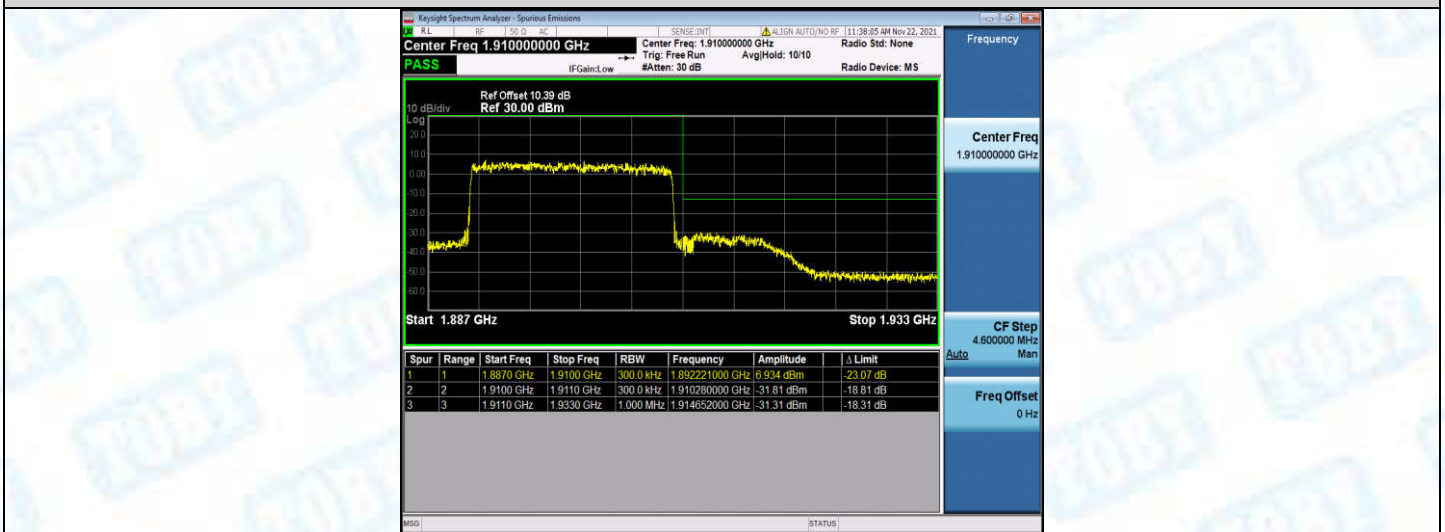 Keysight Spectrum Analyzer - Spurious Emissions
RL RF 50 Ω AC SENSE:INT ALIGN AUTO/NO RF 11:38:05 AM Nov 22, 2021
Center Freq 1.910000000 GHz Center Freq: 1.910000000 GHz Radio Std: None
Trig: Free Run Avg|Hold: 10/10
PASS IFGain:Low #Atten: 30 dB Radio Device: MS
Frequency
Ref Offset 10.39 dB
10 dB/div Ref 30.00 dBm
Log
20.0
10.0
0.00
-10.0
-20.0
-30.0
-40.0
-50.0
-60.0
Start 1.887 GHz Stop 1.933 GHz
Center Freq
1.910000000 GHz
CF Step
4.600000 MHz
Auto Man
Freq Offset
0 Hz
Spur Range Start Freq Stop Freq RBW Frequency Amplitude Δ Limit
1 1 1.8870 GHz 1.9100 GHz 300.0 kHz 1.892221000 GHz 6.934 dBm -23.07 dB
2 2 1.9100 GHz 1.9110 GHz 300.0 kHz 1.910280000 GHz -31.81 dBm -18.81 dB
3 3 1.9110 GHz 1.9330 GHz 1.000 MHz 1.914652000 GHz -31.31 dBm -18.31 dB
MSG STATUS